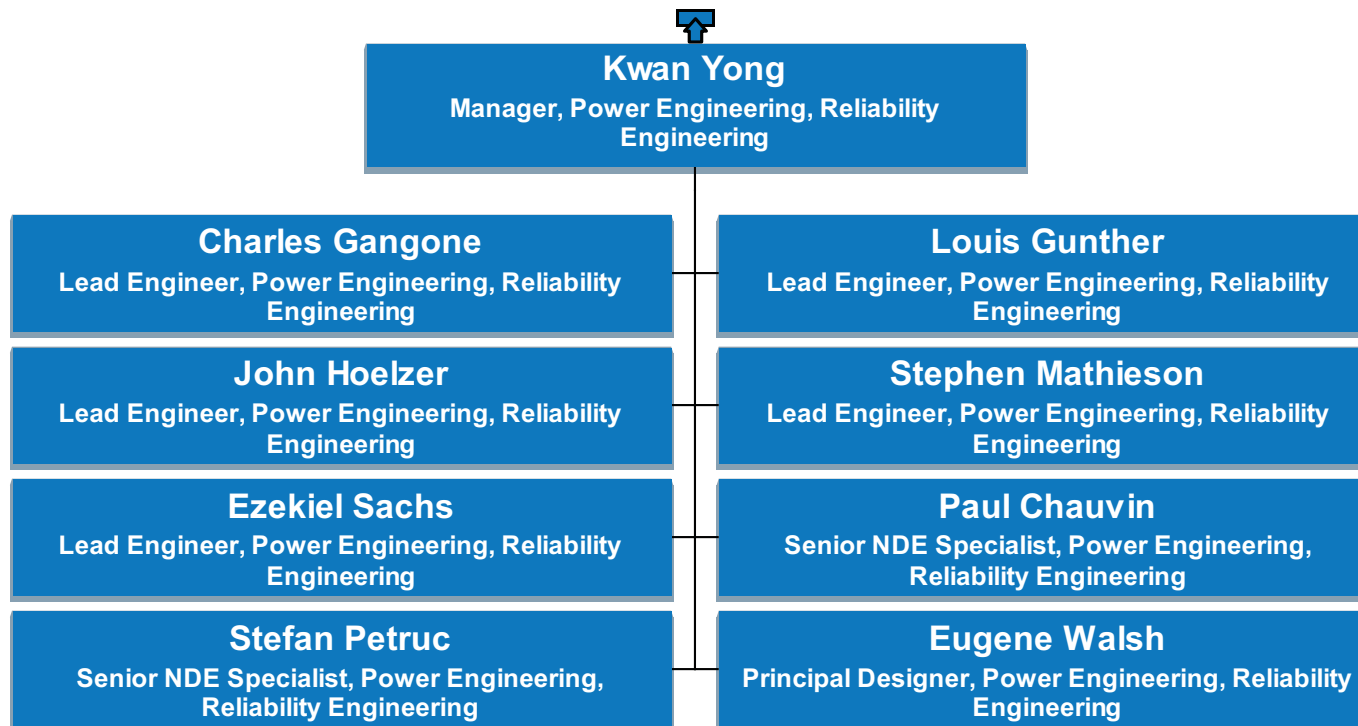 Kwan Yong
Manager, Power Engineering, Reliability
Engineering
Charles Gangone
Lead Engineer, Power Engineering, Reliability
Engineering
Louis Gunther
Lead Engineer, Power Engineering, Reliability
Engineering
John Hoelzer
Lead Engineer, Power Engineering, Reliability
Engineering
Stephen Mathieson
Lead Engineer, Power Engineering, Reliability
Engineering
Ezekiel Sachs
Lead Engineer, Power Engineering, Reliability
Engineering
Paul Chauvin
Senior NDE Specialist, Power Engineering,
Reliability Engineering
Stefan Petruc
Senior NDE Specialist, Power Engineering,
Reliability Engineering
Eugene Walsh
Principal Designer, Power Engineering, Reliability
Engineering